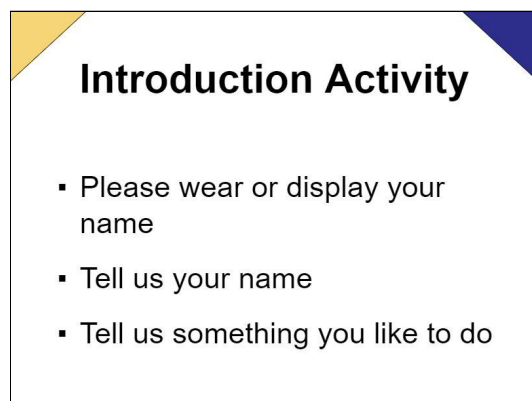 Introduction Activity
▪ Please wear or display your
name
▪ Tell us your name
▪ Tell us something you like to do